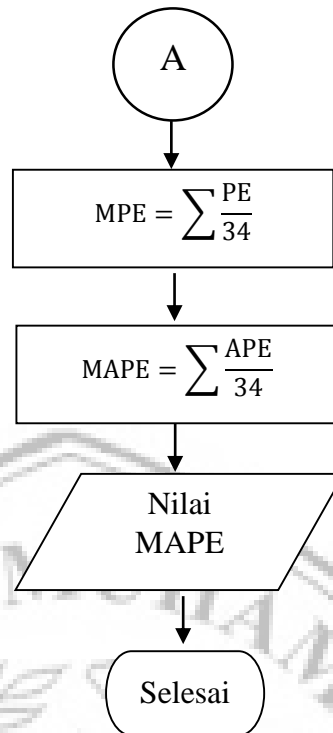 A
MPE = ∑ PE/34
MAPE = ∑ APE/34
Nilai
MAPE
Selesai